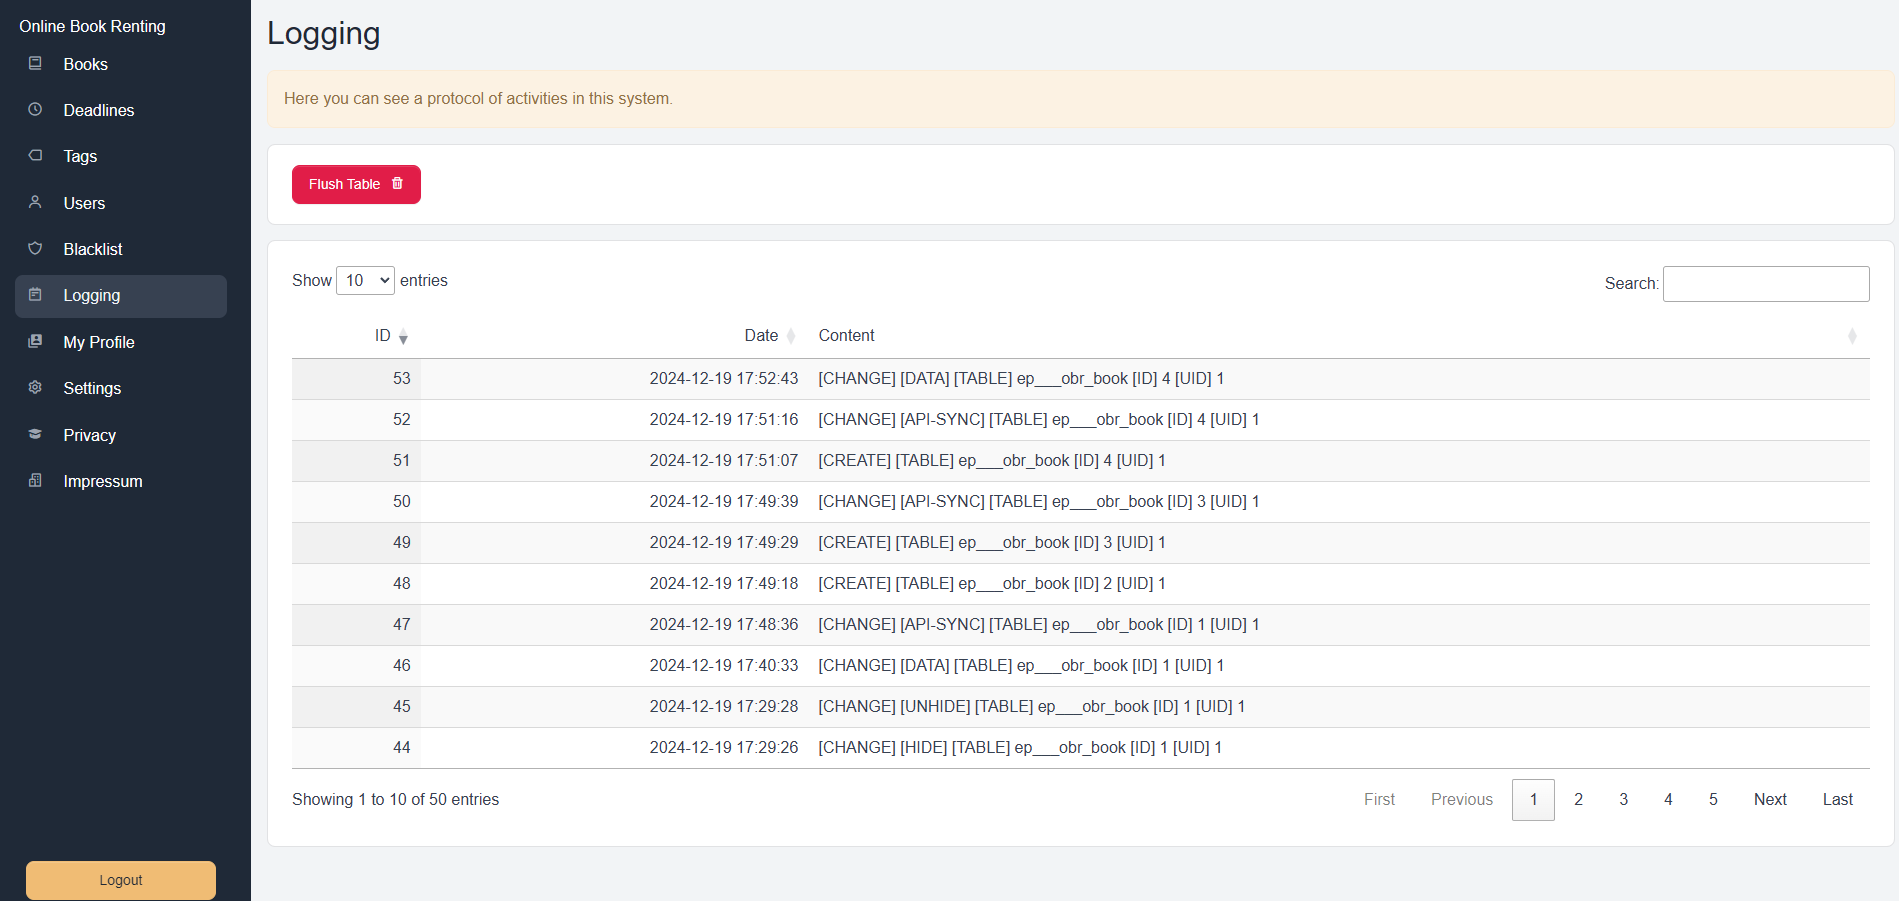 Online Book Renting
Books
Deadlines
Tags
Users
Blacklist
Logging
My Profile
Settings
Privacy
Impressum
Logout
Logging
Here you can see a protocol of activities in this system.
Flush Table
Show 10 entries
Search:
ID Date Content
53 2024-12-19 17:52:43 [CHANGE] [DATA] [TABLE] ep___obr_book [ID] 4 [UID] 1
52 2024-12-19 17:51:16 [CHANGE] [API-SYNC] [TABLE] ep___obr_book [ID] 4 [UID] 1
51 2024-12-19 17:51:07 [CREATE] [TABLE] ep___obr_book [ID] 4 [UID] 1
50 2024-12-19 17:49:39 [CHANGE] [API-SYNC] [TABLE] ep___obr_book [ID] 3 [UID] 1
49 2024-12-19 17:49:29 [CREATE] [TABLE] ep___obr_book [ID] 3 [UID] 1
48 2024-12-19 17:49:18 [CREATE] [TABLE] ep___obr_book [ID] 2 [UID] 1
47 2024-12-19 17:48:36 [CHANGE] [API-SYNC] [TABLE] ep___obr_book [ID] 1 [UID] 1
46 2024-12-19 17:40:33 [CHANGE] [DATA] [TABLE] ep___obr_book [ID] 1 [UID] 1
45 2024-12-19 17:29:28 [CHANGE] [UNHIDE] [TABLE] ep___obr_book [ID] 1 [UID] 1
44 2024-12-19 17:29:26 [CHANGE] [HIDE] [TABLE] ep___obr_book [ID] 1 [UID] 1
Showing 1 to 10 of 50 entries
First Previous 1 2 3 4 5 Next Last